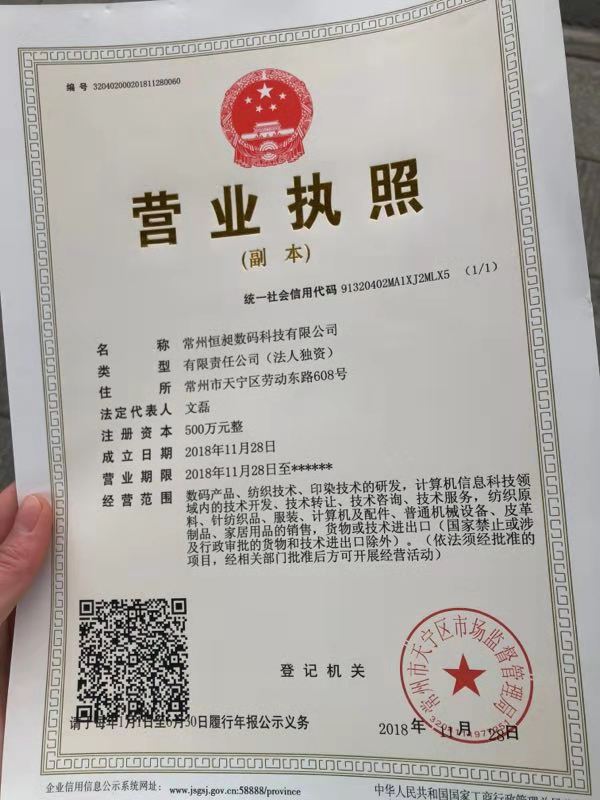 编 号 320402000201811280060
营业执照
(副 本)
统一社会信用代码 91320402MA1XJ2MLX5 (1/1)
名 称 常州恒昶数码科技有限公司
类 型 有限责任公司（法人独资）
住 所 常州市天宁区劳动东路608号
法定代表人 文磊
注册资本 500万元整
成立日期 2018年11月28日
营业期限 2018年11月28日至******
经营范围 数码产品、纺织技术、印染技术的研发，计算机信息科技领
域内的技术开发、技术转让、技术咨询、技术服务，纺织原
料、针纺织品、服装、计算机及配件、普通机械设备、皮革
制品、家居用品的销售，货物或技术进出口（国家禁止或涉
及行政审批的货物和技术进出口除外）。（依法须经批准的
项目，经相关部门批准后方可开展经营活动）
登记机关
常州市天宁区市场监督管理局
请于每年1月1日至6月30日履行年报公示义务
2018年 11月 28日
企业信用信息公示系统网址： www.jsgsj.gov.cn:58888/province
中华人民共和国国家工商行政管理总局